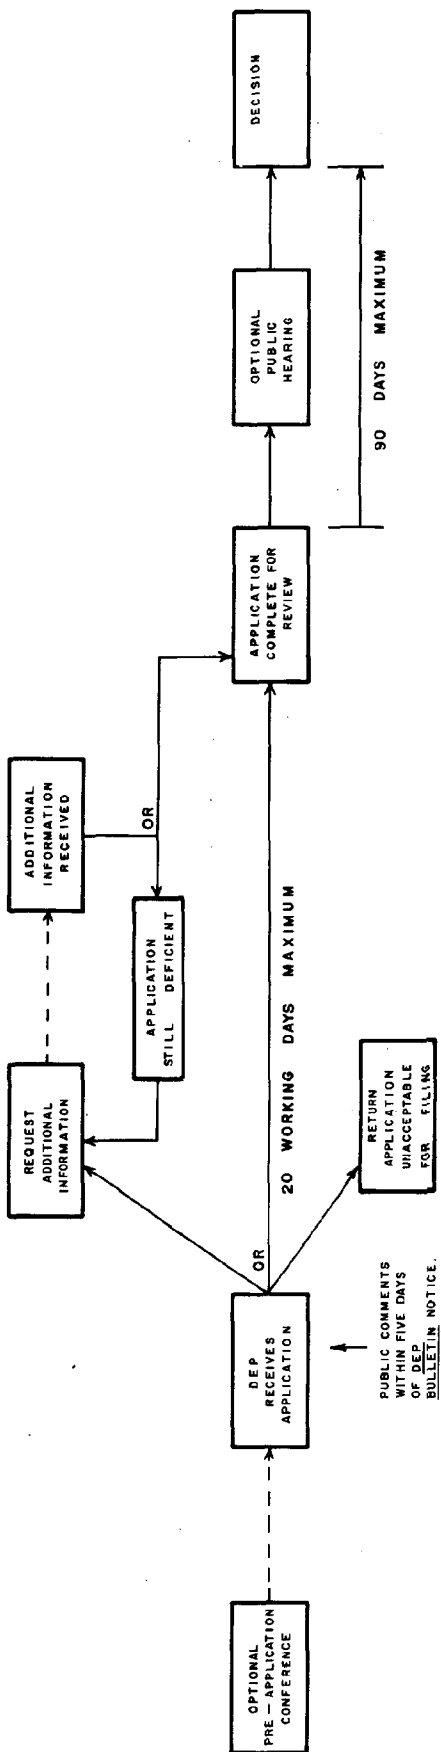 OPTIONAL
PRE – APPLICATION
CONFERENCE
DEP
RECEIVES
APPLICATION
PUBLIC COMMENTS
WITHIN FIVE DAYS
OF DEP
BULLETIN NOTICE.
OR
REQUEST
ADDITIONAL
INFORMATION
ADDITIONAL
INFORMATION
RECEIVED
OR
APPLICATION
STILL DEFICIENT
20 WORKING DAYS MAXIMUM
RETURN
APPLICATION
UNACCEPTABLE
FOR FILING
APPLICATION
COMPLETE FOR
REVIEW
OPTIONAL
PUBLIC
HEARING
90 DAYS MAXIMUM
DECISION